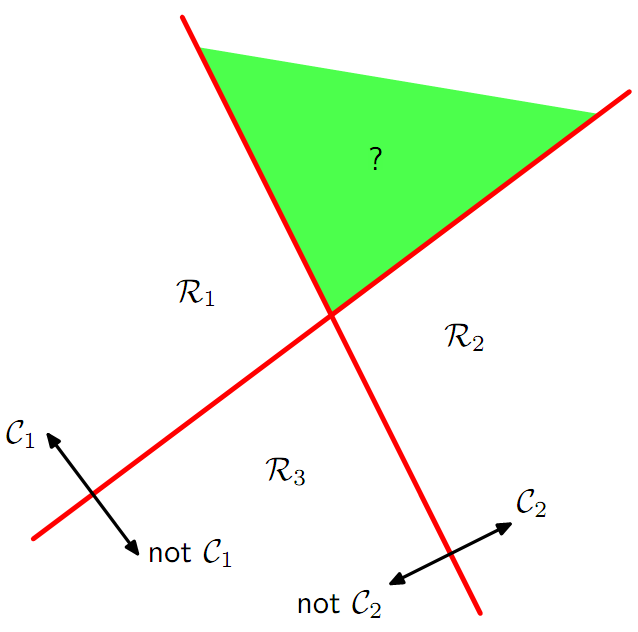 ?
R₁
R₂
C₁
R₃
C₂
not C₁
not C₂